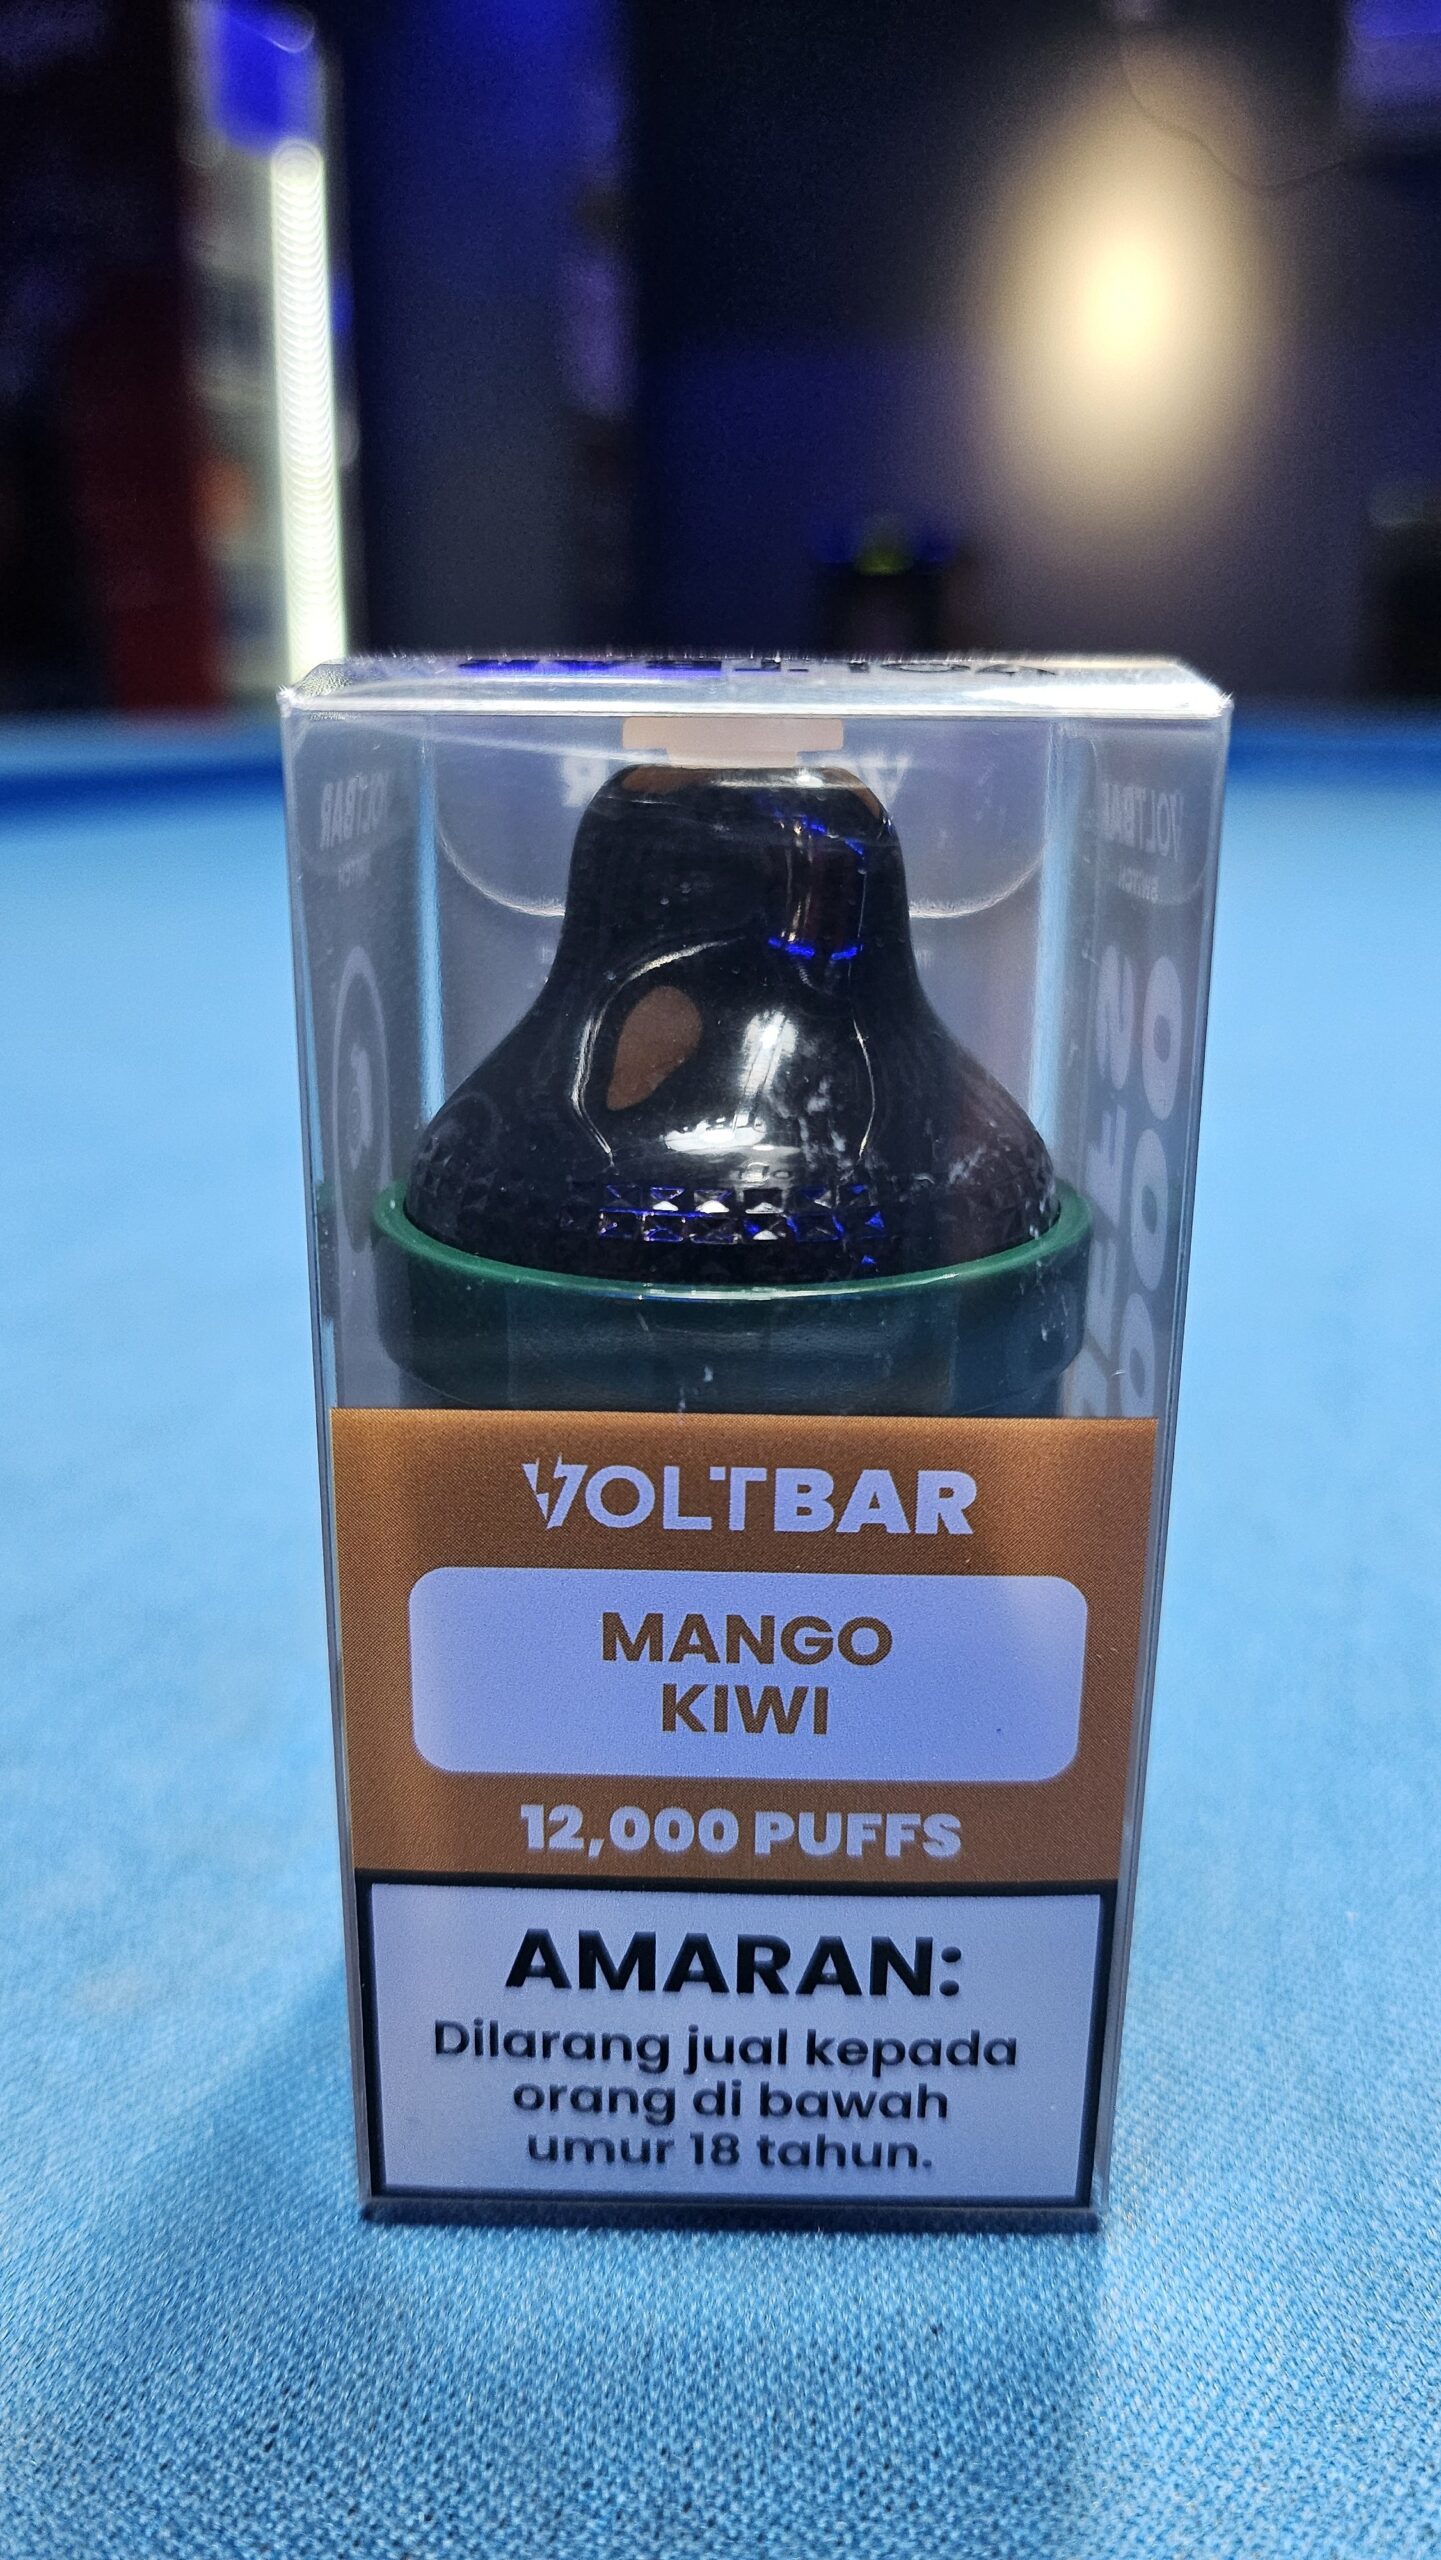 VOLTBAR
MANGO
KIWI
12,000 PUFFS
AMARAN:
Dilarang jual kepada
orang di bawah
umur 18 tahun.